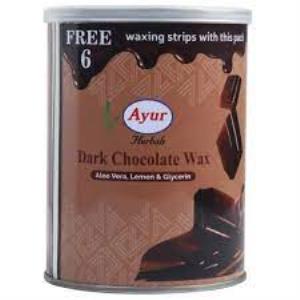 FREE waxing strips with this pack
6
Ayur
Herbals
Dark Chocolate Wax
Aloe Vera, Lemon & Glycerin